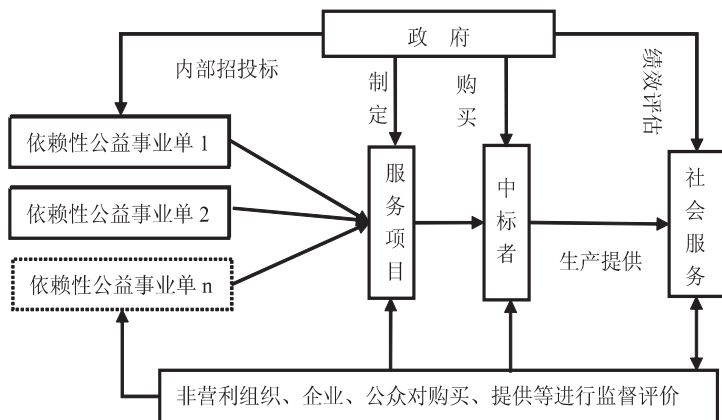 政 府
内部招投标
制定
购买
绩效评估
依赖性公益事业单1
依赖性公益事业单2
依赖性公益事业单n
服务项目
中标者
生产提供
社会服务
非营利组织、企业、公众对购买、提供等进行监督评价